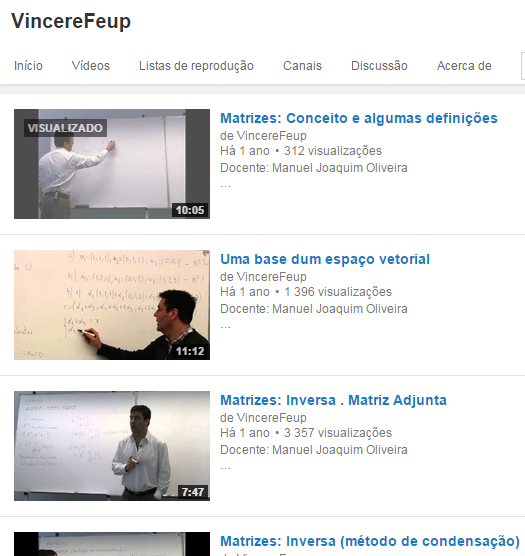 VincereFeup
Início Vídeos Listas de reprodução Canais Discussão Acerca de
VISUALIZADO
10:05
Matrizes: Conceito e algumas definições
de VincereFeup
Há 1 ano • 312 visualizações
Docente: Manuel Joaquim Oliveira
...
11:12
Uma base dum espaço vetorial
de VincereFeup
Há 1 ano • 1 396 visualizações
Docente: Manuel Joaquim Oliveira
...
7:47
Matrizes: Inversa . Matriz Adjunta
de VincereFeup
Há 1 ano • 3 357 visualizações
Docente: Manuel Joaquim Oliveira
...
Matrizes: Inversa (método de condensação)